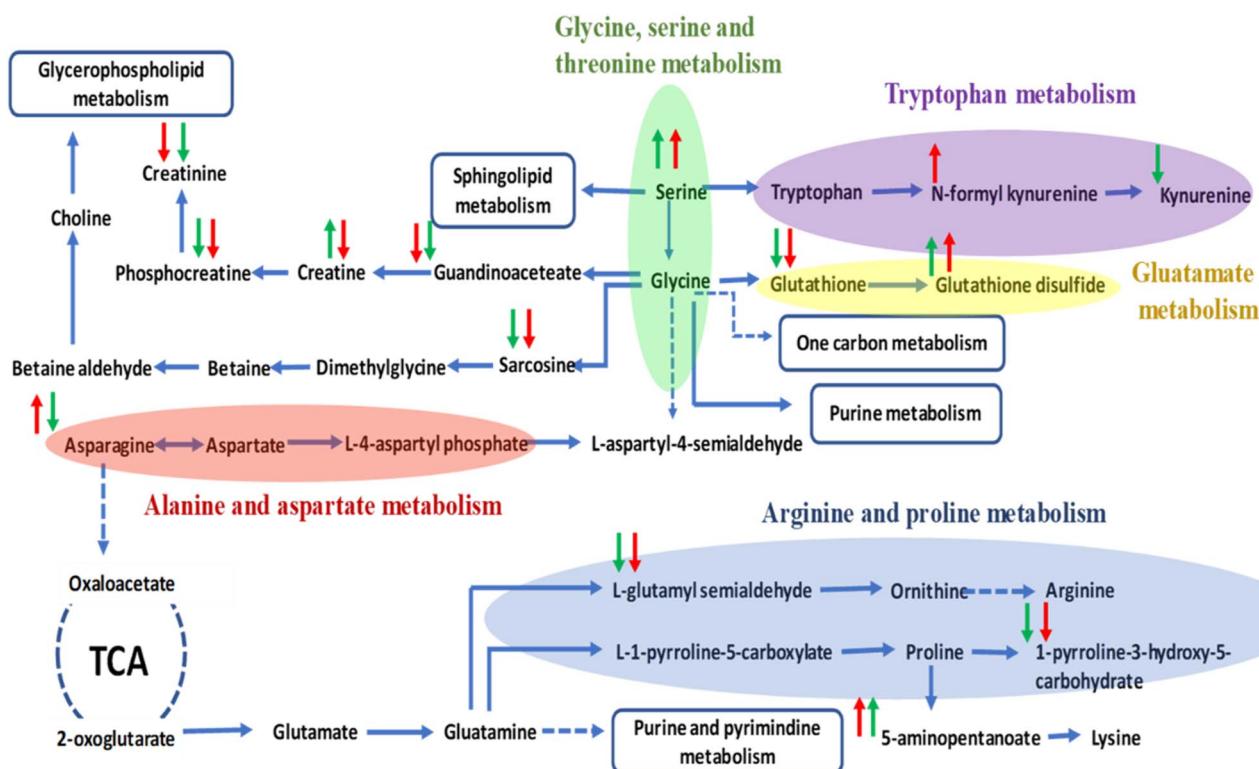 Glycine, serine and
threonine metabolism
Glycerophospholipid
metabolism
Tryptophan metabolism
Creatinine
Sphingolipid
metabolism
Serine
Tryptophan
N-formyl kynurenine
Kynurenine
Choline
Phosphocreatine
Creatine
Guandinoaceteate
Glycine
Glutathione
Glutathione disulfide
Gluatamate
metabolism
One carbon metabolism
Betaine aldehyde
Betaine
Dimethylglycine
Sarcosine
Purine metabolism
Asparagine
Aspartate
L-4-aspartyl phosphate
L-aspartyl-4-semialdehyde
Alanine and aspartate metabolism
Arginine and proline metabolism
Oxaloacetate
L-glutamyl semialdehyde
Ornithine
Arginine
TCA
L-1-pyrroline-5-carboxylate
Proline
1-pyrroline-3-hydroxy-5-
carbohydrate
2-oxoglutarate
Glutamate
Gluatamine
Purine and pyrimindine
metabolism
5-aminopentanoate
Lysine